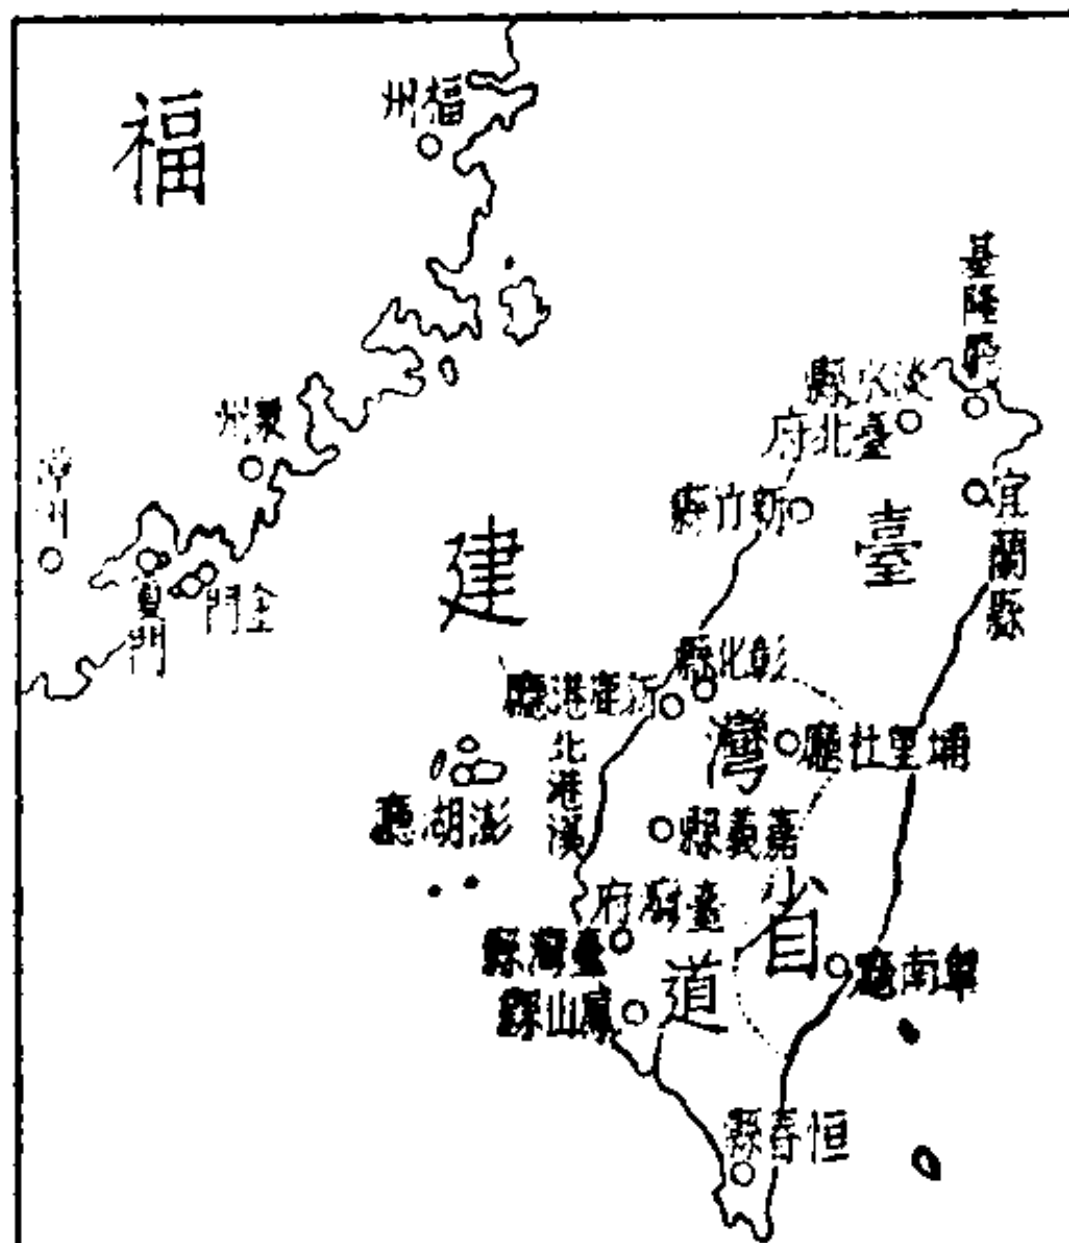 福建省
臺灣道
福州
泉州
漳州
廈門
金門
基隆廳
淡水縣
臺北府
宜蘭縣
新竹縣
彰化縣
鹿港廳
北港溪
埔里社廳
澎湖廳
嘉義縣
臺灣府
臺灣縣
鳳山縣
卑南廳
恒春縣